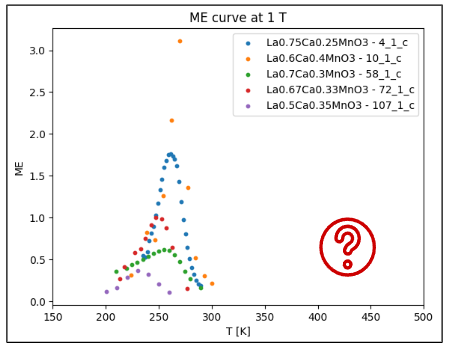 ME curve at 1 T
La0.75Ca0.25MnO3 - 4_1_c
La0.6Ca0.4MnO3 - 10_1_c
La0.7Ca0.3MnO3 - 58_1_c
La0.67Ca0.33MnO3 - 72_1_c
La0.5Ca0.35MnO3 - 107_1_c
ME
3.0
2.5
2.0
1.5
1.0
0.5
0.0
?
150 200 250 300 350 400 450 500
T [K]